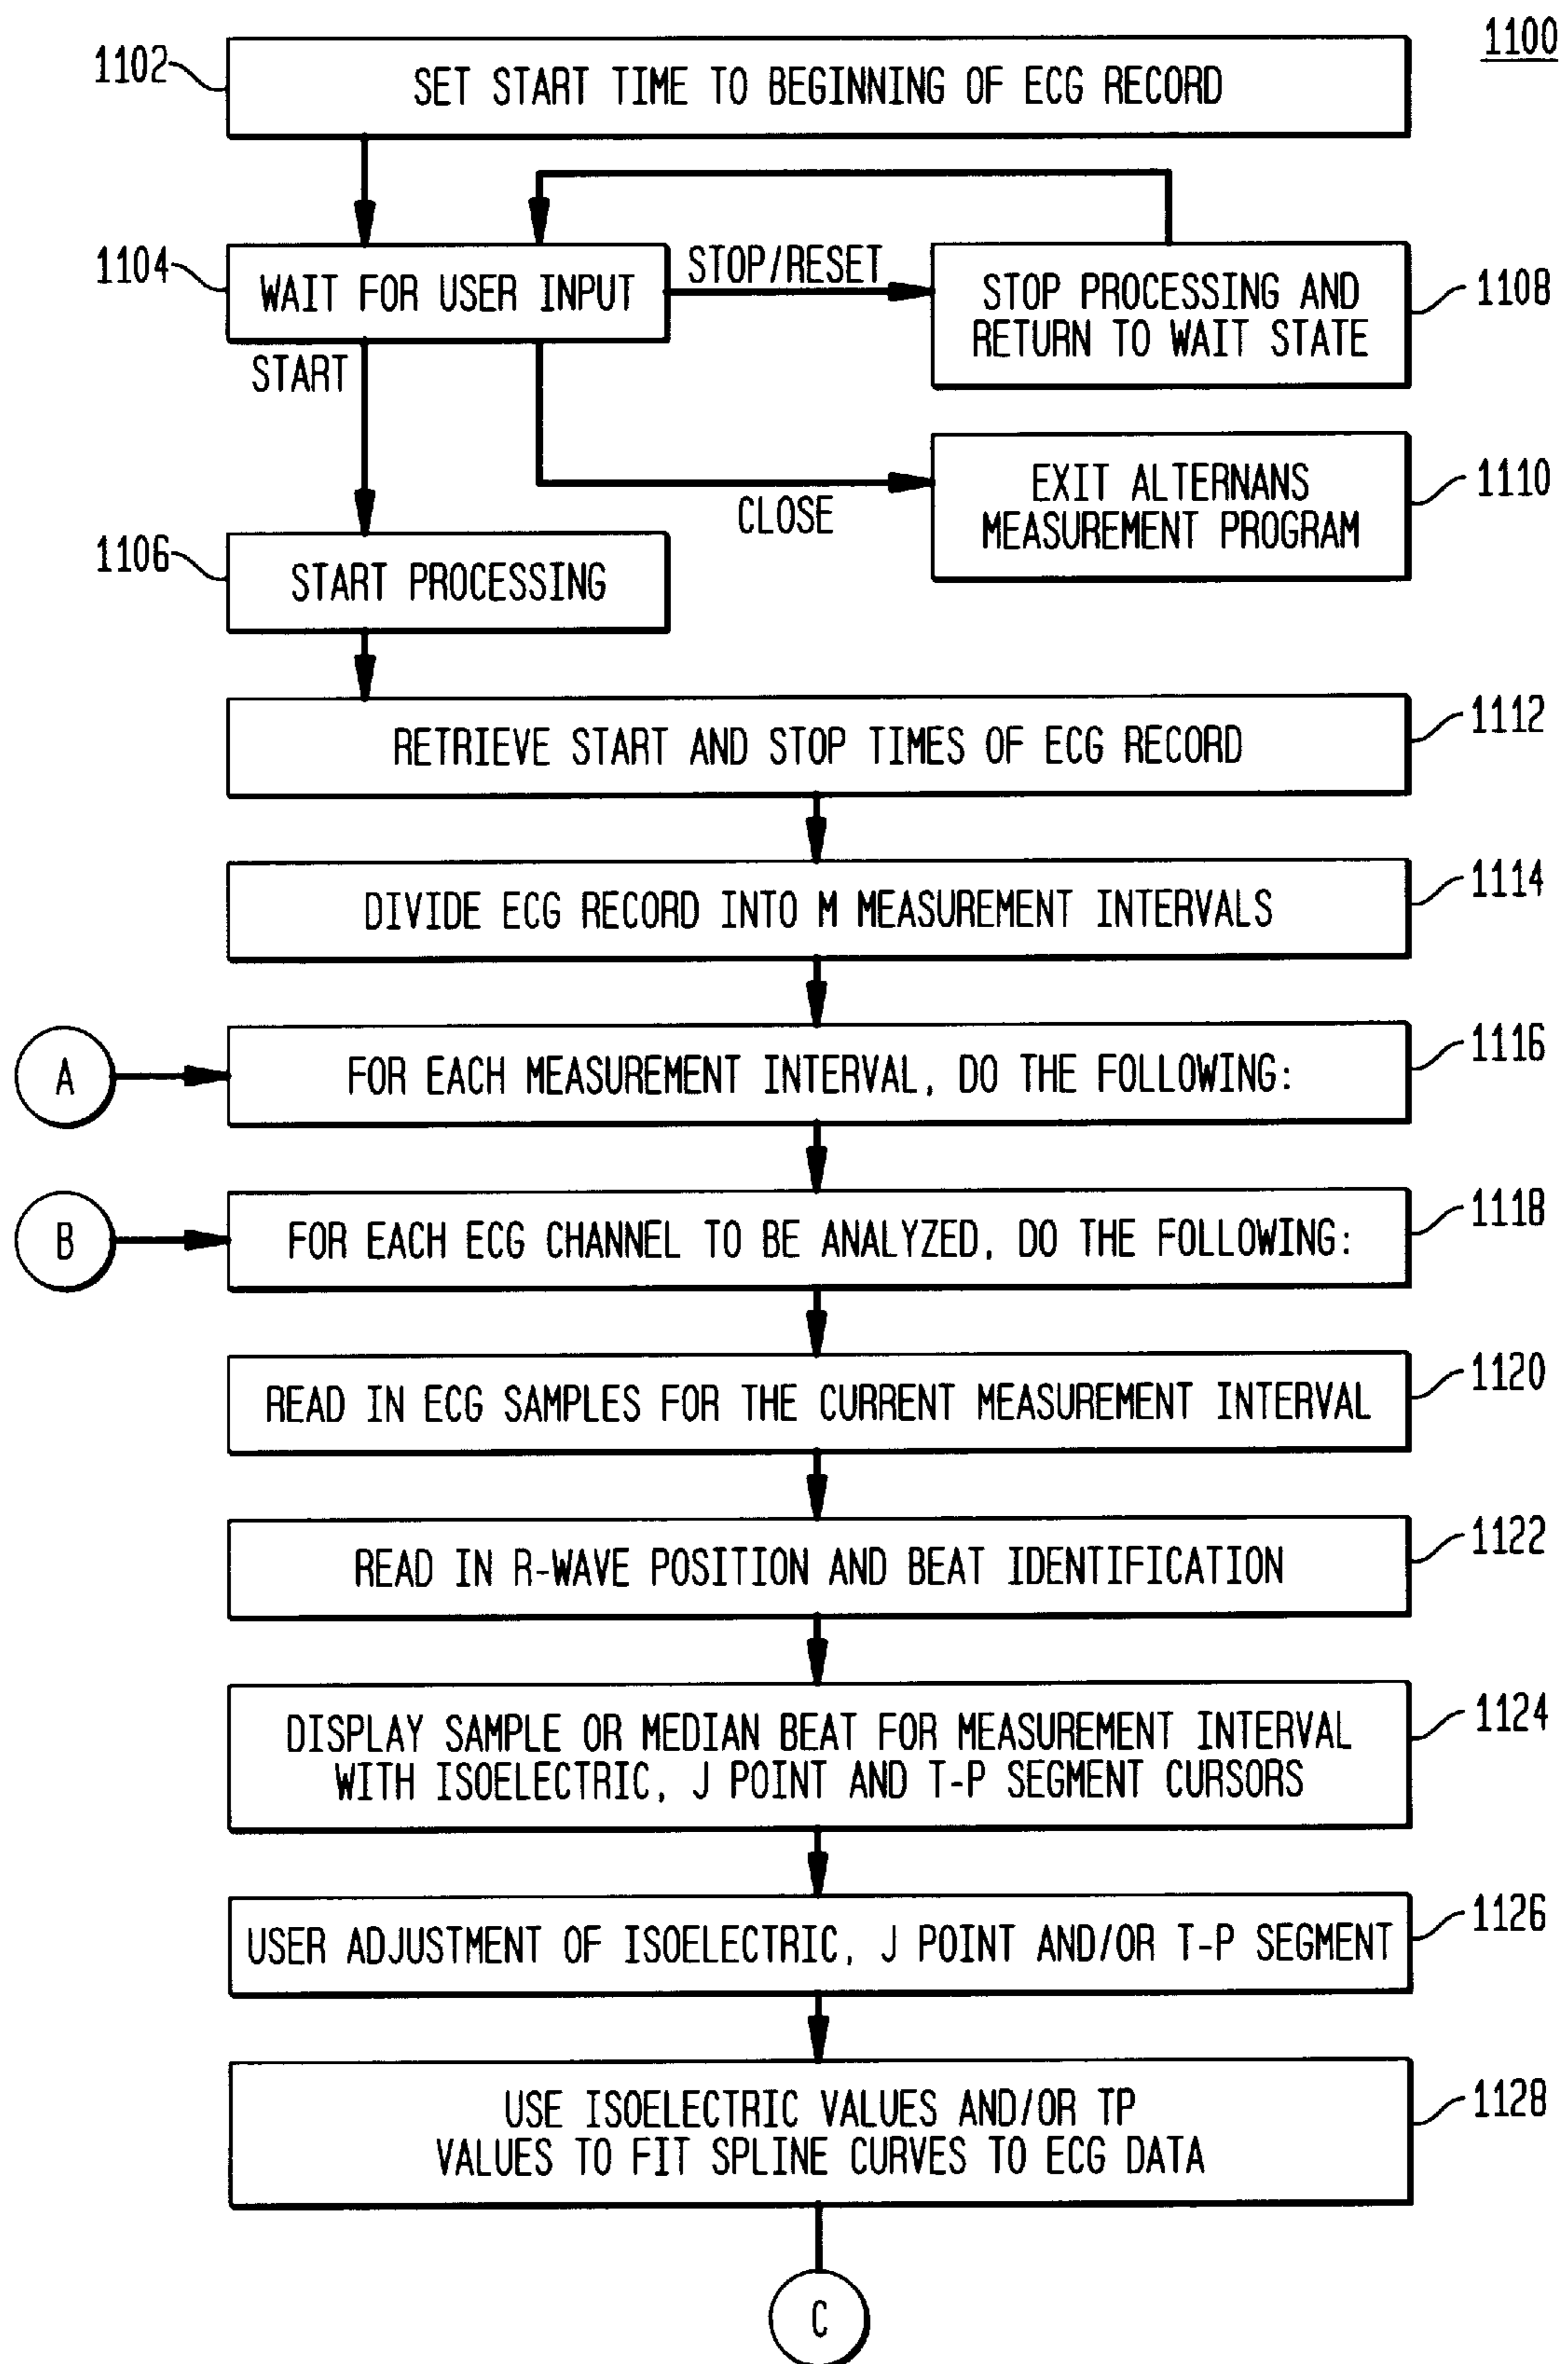 1100
1102
SET START TIME TO BEGINNING OF ECG RECORD
1104
WAIT FOR USER INPUT
STOP/RESET
STOP PROCESSING AND
RETURN TO WAIT STATE
1108
START
CLOSE
EXIT ALTERNANS
MEASUREMENT PROGRAM
1110
1106
START PROCESSING
RETRIEVE START AND STOP TIMES OF ECG RECORD
1112
DIVIDE ECG RECORD INTO M MEASUREMENT INTERVALS
1114
A
FOR EACH MEASUREMENT INTERVAL, DO THE FOLLOWING:
1116
B
FOR EACH ECG CHANNEL TO BE ANALYZED, DO THE FOLLOWING:
1118
READ IN ECG SAMPLES FOR THE CURRENT MEASUREMENT INTERVAL
1120
READ IN R-WAVE POSITION AND BEAT IDENTIFICATION
1122
DISPLAY SAMPLE OR MEDIAN BEAT FOR MEASUREMENT INTERVAL
WITH ISOELECTRIC, J POINT AND T-P SEGMENT CURSORS
1124
USER ADJUSTMENT OF ISOELECTRIC, J POINT AND/OR T-P SEGMENT
1126
USE ISOELECTRIC VALUES AND/OR TP
VALUES TO FIT SPLINE CURVES TO ECG DATA
1128
C